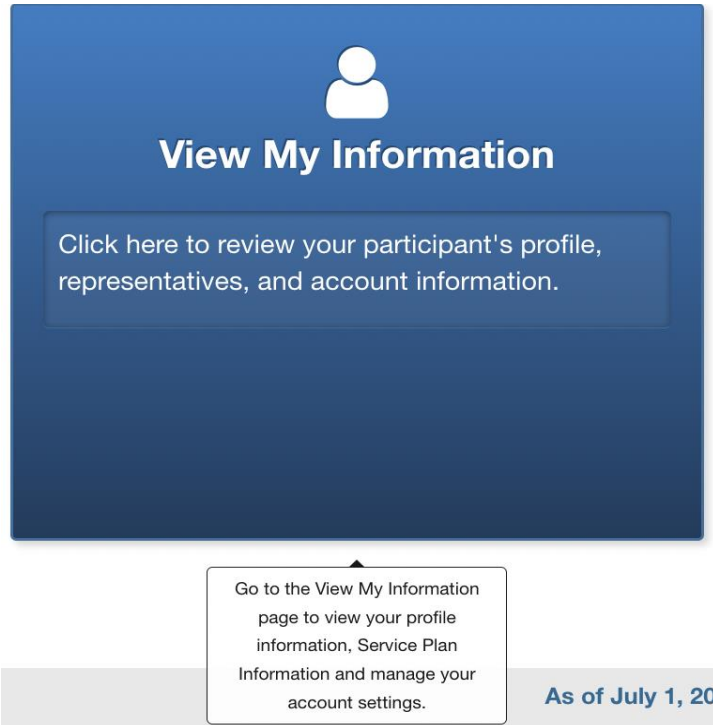 View My Information
Click here to review your participant's profile,
representatives, and account information.
Go to the View My Information
page to view your profile
information, Service Plan
Information and manage your
account settings.
As of July 1, 20